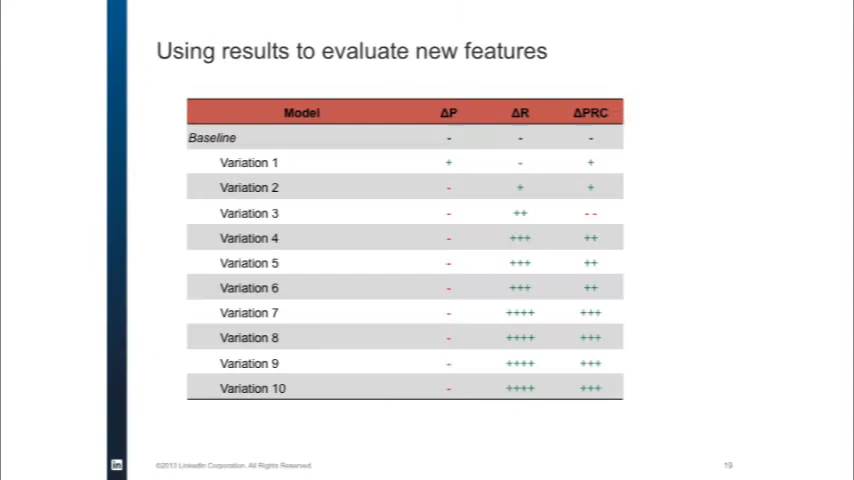 Using results to evaluate new features
Model ΔP ΔR ΔPRC
Baseline - - -
Variation 1 + - +
Variation 2 - + +
Variation 3 - ++ - -
Variation 4 - +++ ++
Variation 5 - +++ ++
Variation 6 - +++ ++
Variation 7 - ++++ +++
Variation 8 - ++++ +++
Variation 9 - ++++ +++
Variation 10 - ++++ +++
in ©2013 LinkedIn Corporation. All Rights Reserved 19